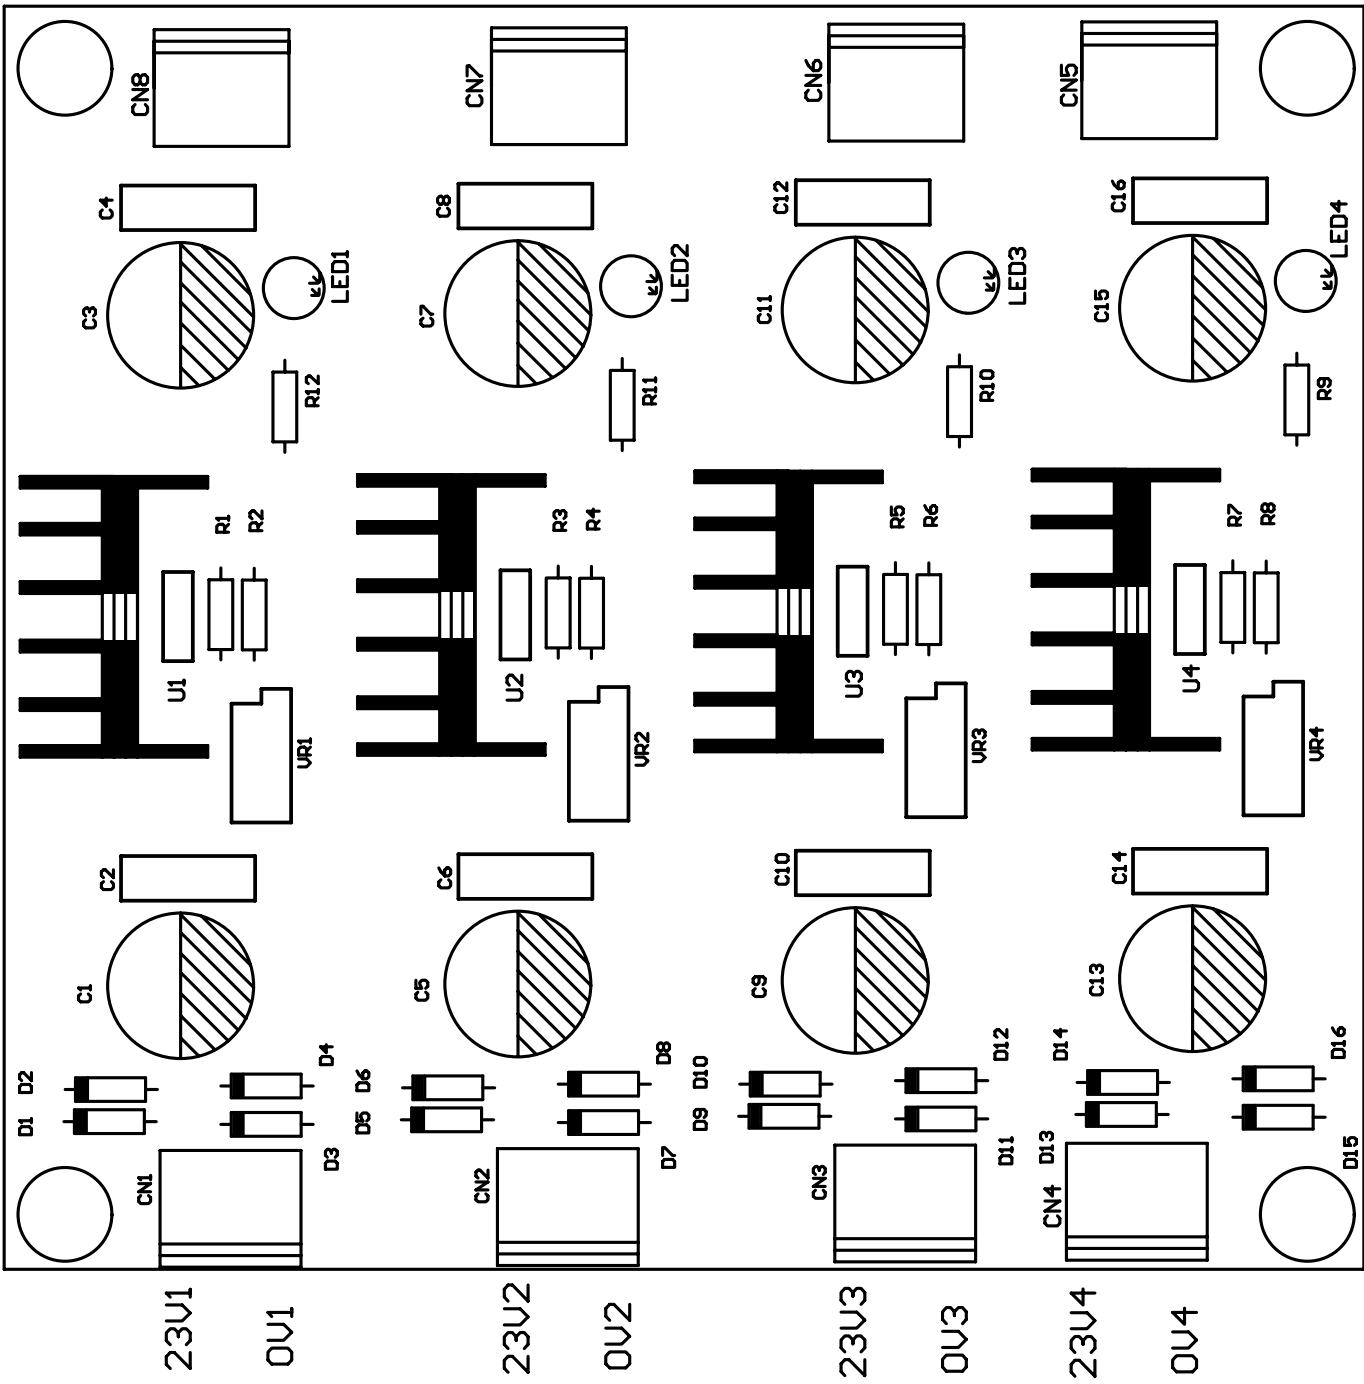 CN8
CN7
CN6
CN5
C4
C8
C12
C16
LED1
LED2
LED3
LED4
C3
C7
C11
C15
R12
R11
R10
R9
R1
R2
R3
R4
R5
R6
R7
R8
U1
U2
U3
U4
VR1
VR2
VR3
VR4
C2
C6
C10
C14
C1
C5
C9
C13
D2
D4
D6
D8
D10
D12
D14
D16
D1
D3
D5
D7
D9
D11
D13
D15
CN1
CN2
CN3
CN4
23V1
0V1
23V2
0V2
23V3
0V3
23V4
0V4